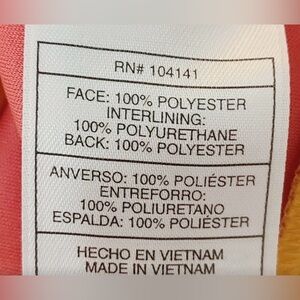 RN# 104141
FACE: 100% POLYESTER
INTERLINING:
100% POLYURETHANE
BACK: 100% POLYESTER
ANVERSO: 100% POLIÉSTER
ENTREFORRO:
100% POLIURETANO
ESPALDA: 100% POLIÉSTER
HECHO EN VIETNAM
MADE IN VIETNAM